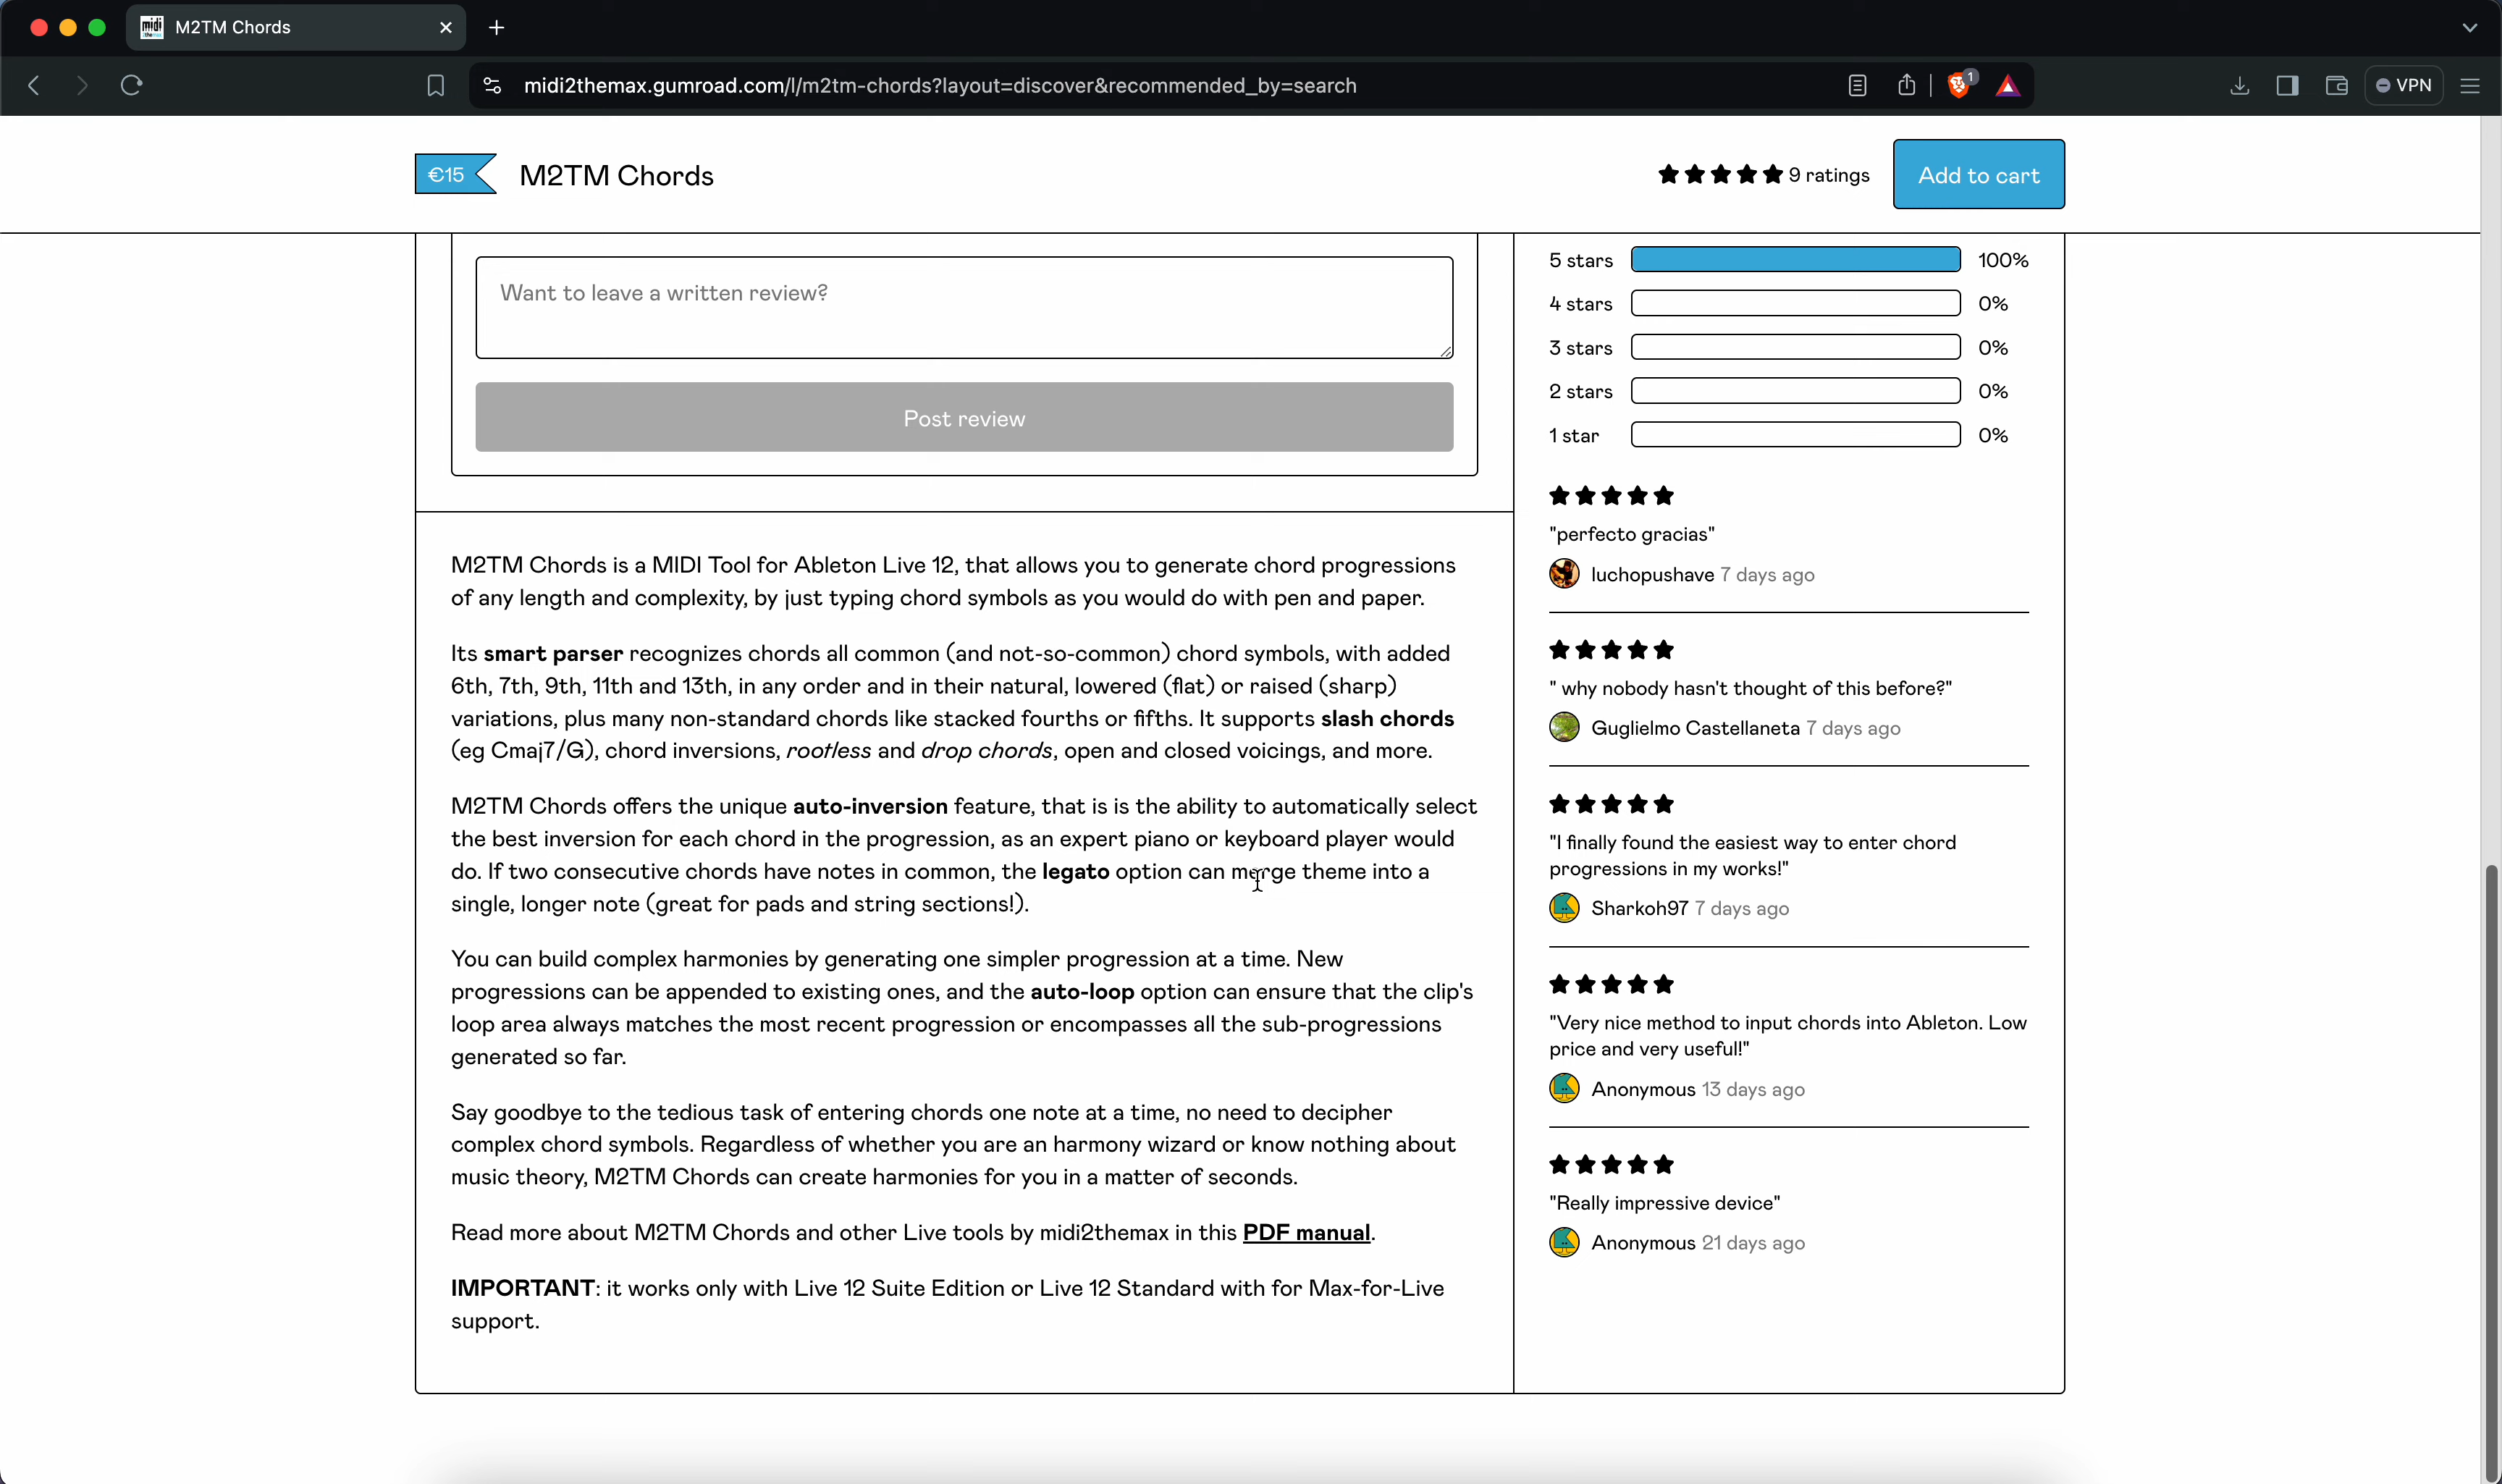 midi
M2TM Chords
midi2themax.gumroad.com/l/m2tm-chords?layout=discover&recommended_by=search
1
VPN
€15
M2TM Chords
9 ratings
Add to cart
Want to leave a written review?
Post review
M2TM Chords is a MIDI Tool for Ableton Live 12, that allows you to generate chord progressions
of any length and complexity, by just typing chord symbols as you would do with pen and paper.
Its smart parser recognizes chords all common (and not-so-common) chord symbols, with added
6th, 7th, 9th, 11th and 13th, in any order and in their natural, lowered (flat) or raised (sharp)
variations, plus many non-standard chords like stacked fourths or fifths. It supports slash chords
(eg Cmaj7/G), chord inversions, rootless and drop chords, open and closed voicings, and more.
M2TM Chords offers the unique auto-inversion feature, that is is the ability to automatically select
the best inversion for each chord in the progression, as an expert piano or keyboard player would
do. If two consecutive chords have notes in common, the legato option can merge theme into a
single, longer note (great for pads and string sections!).
You can build complex harmonies by generating one simpler progression at a time. New
progressions can be appended to existing ones, and the auto-loop option can ensure that the clip's
loop area always matches the most recent progression or encompasses all the sub-progressions
generated so far.
Say goodbye to the tedious task of entering chords one note at a time, no need to decipher
complex chord symbols. Regardless of whether you are an harmony wizard or know nothing about
music theory, M2TM Chords can create harmonies for you in a matter of seconds.
Read more about M2TM Chords and other Live tools by midi2themax in this PDF manual.
IMPORTANT: it works only with Live 12 Suite Edition or Live 12 Standard with for Max-for-Live
support.
5 stars 100%
4 stars 0%
3 stars 0%
2 stars 0%
1 star 0%
"perfecto gracias"
luchopushave 7 days ago
" why nobody hasn't thought of this before?"
Guglielmo Castellaneta 7 days ago
"I finally found the easiest way to enter chord
progressions in my works!"
Sharkoh97 7 days ago
"Very nice method to input chords into Ableton. Low
price and very useful!"
Anonymous 13 days ago
"Really impressive device"
Anonymous 21 days ago